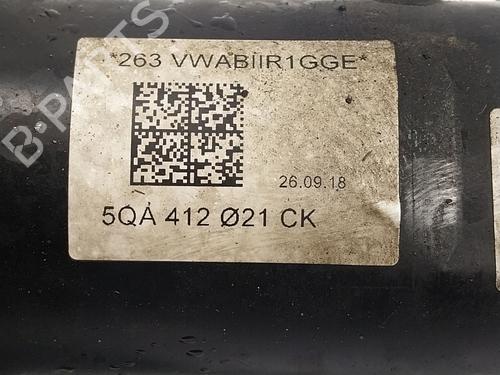 *263 VWABIIR1GGE*
26.09.18
5QA 412 Ø21 CK
B-PARTS